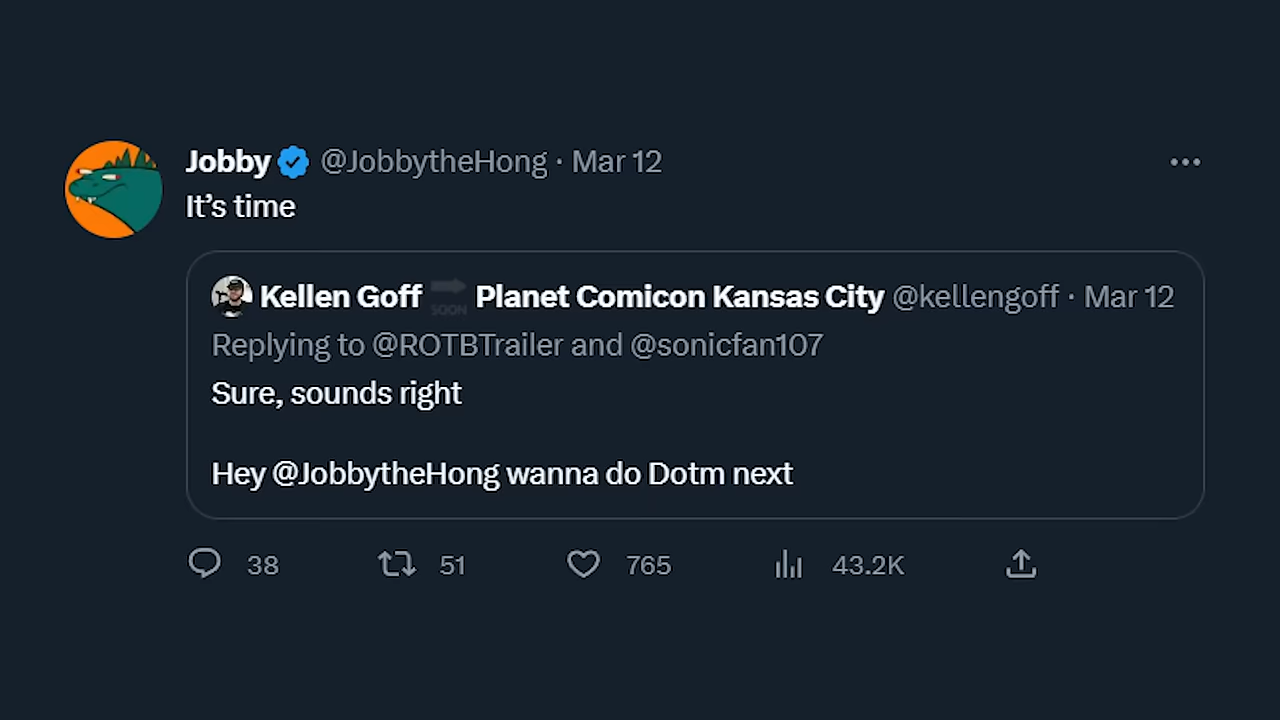 Jobby @JobbytheHong · Mar 12
It's time
Kellen Goff SOON Planet Comicon Kansas City @kellengoff · Mar 12
Replying to @ROTBTrailer and @sonicfan107
Sure, sounds right
Hey @JobbytheHong wanna do Dotm next
38 51 765 43.2K